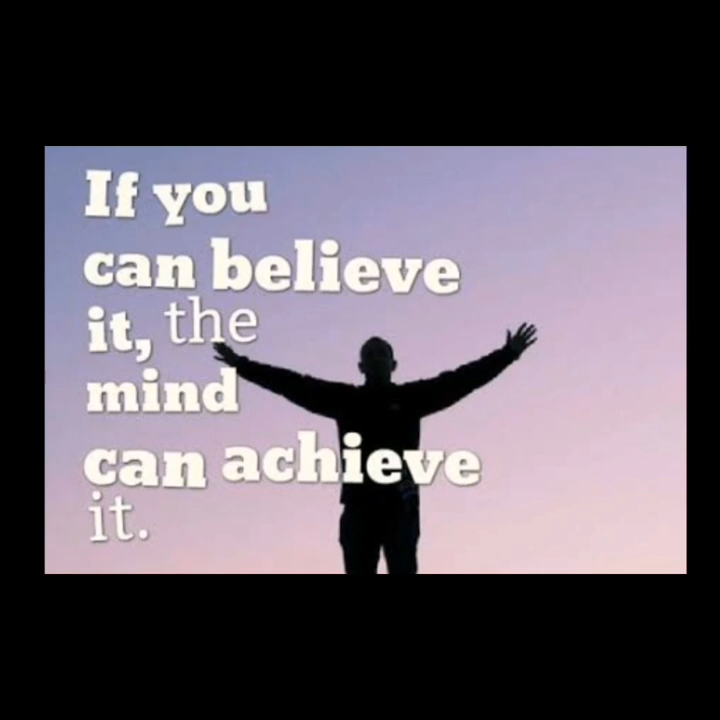 If you
can believe
it, the
mind
can achieve
it.